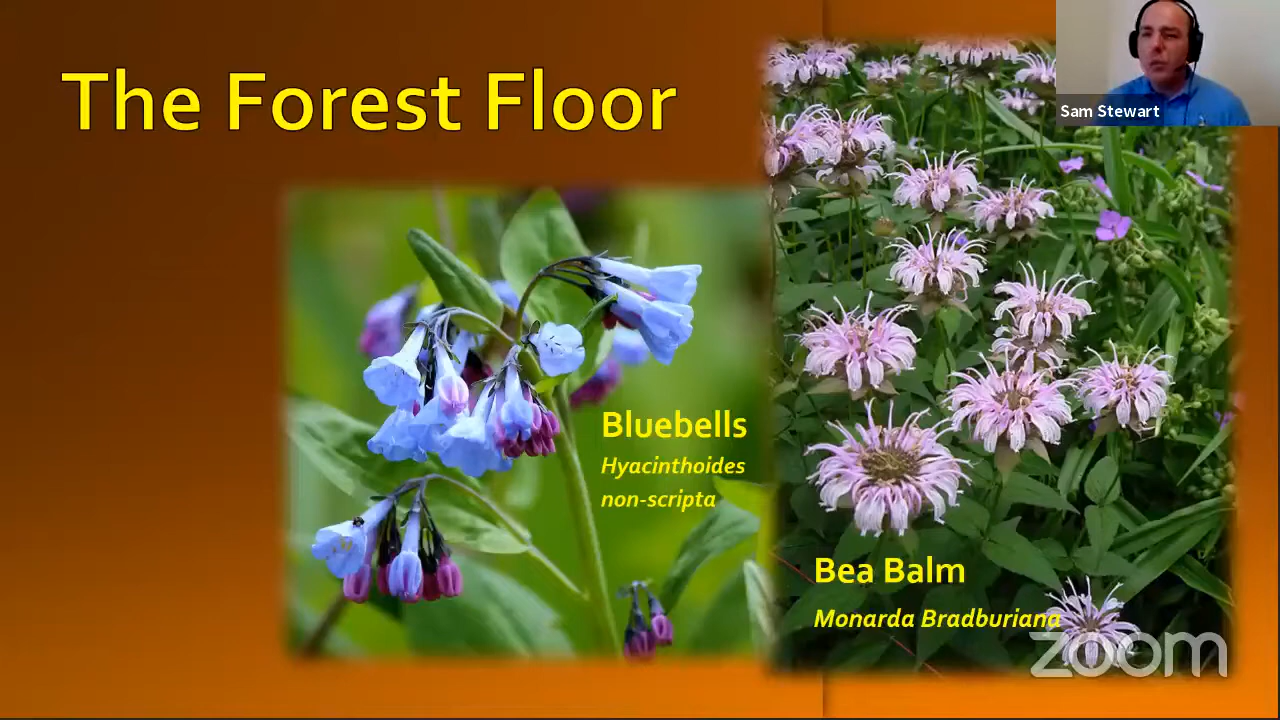 The Forest Floor
Sam Stewart
Bluebells
Hyacinthoides
non-scripta
Bea Balm
Monarda Bradburiana
zoom